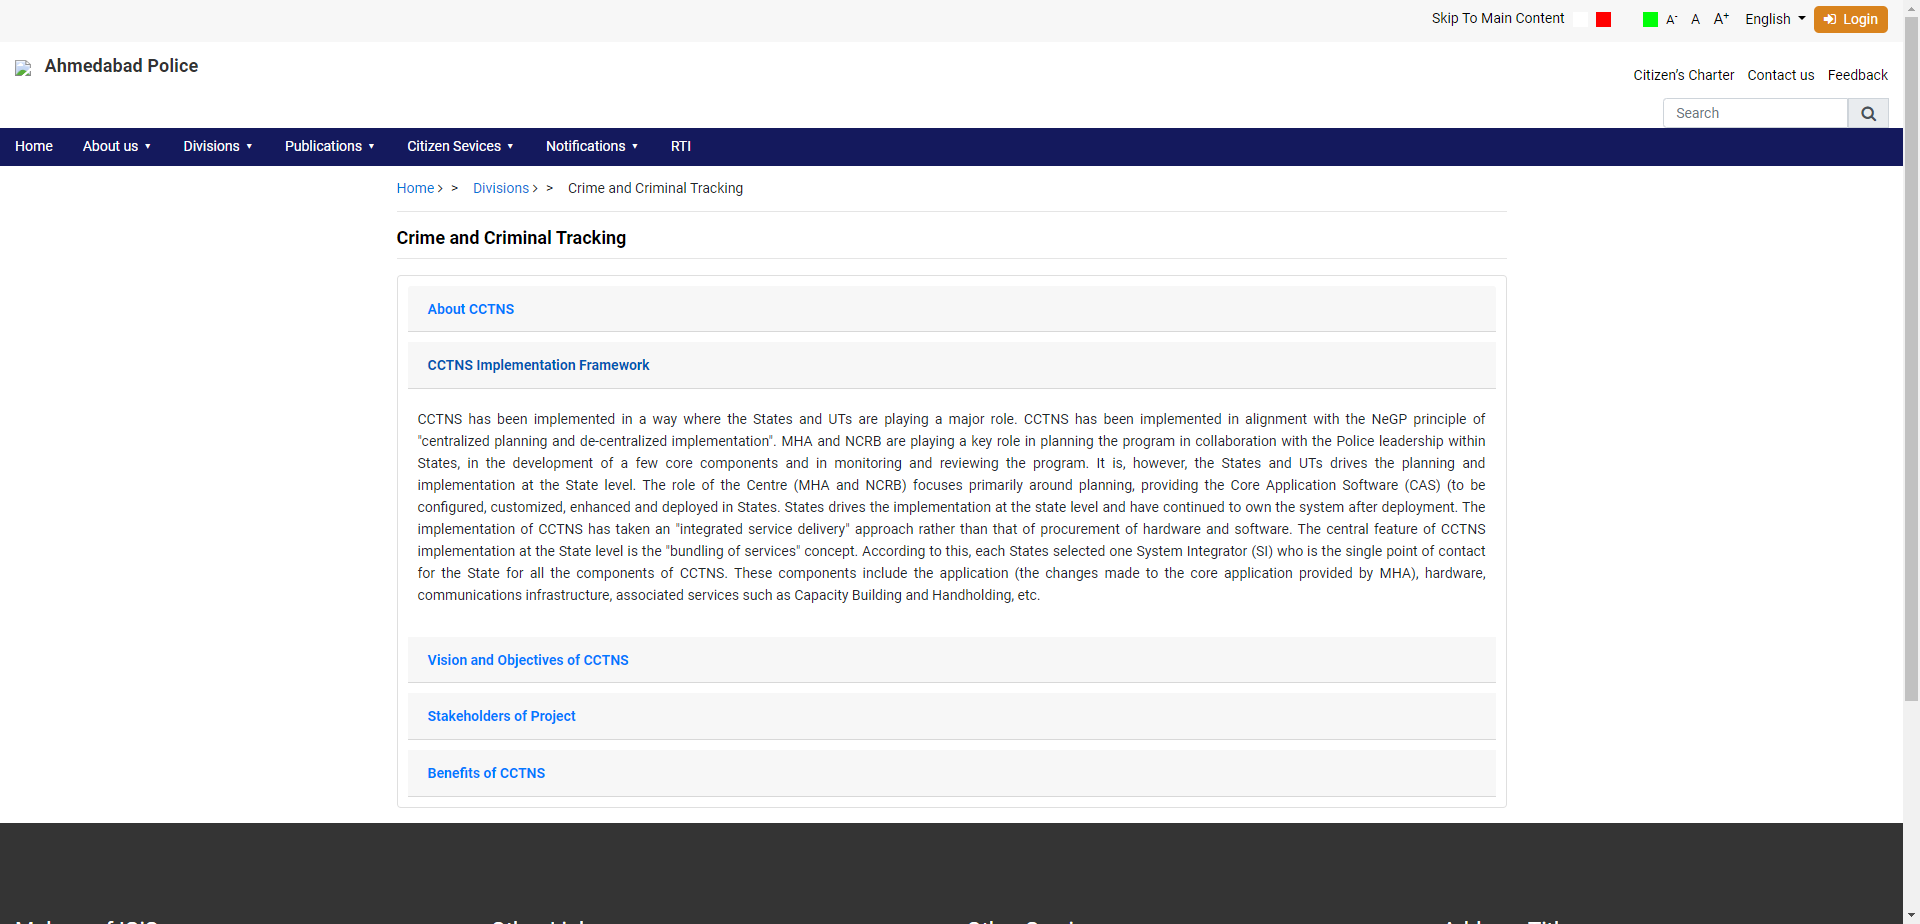 Skip To Main Content A- A A+ English Login
Ahmedabad Police
Citizen's Charter Contact us Feedback
Search
Home About us Divisions Publications Citizen Sevices Notifications RTI
Home > Divisions > Crime and Criminal Tracking
Crime and Criminal Tracking
About CCTNS
CCTNS Implementation Framework
CCTNS has been implemented in a way where the States and UTs are playing a major role. CCTNS has been implemented in alignment with the NeGP principle of
"centralized planning and de-centralized implementation". MHA and NCRB are playing a key role in planning the program in collaboration with the Police leadership within
States, in the development of a few core components and in monitoring and reviewing the program. It is, however, the States and UTs drives the planning and
implementation at the State level. The role of the Centre (MHA and NCRB) focuses primarily around planning, providing the Core Application Software (CAS) (to be
configured, customized, enhanced and deployed in States. States drives the implementation at the state level and have continued to own the system after deployment. The
implementation of CCTNS has taken an "integrated service delivery" approach rather than that of procurement of hardware and software. The central feature of CCTNS
implementation at the State level is the "bundling of services" concept. According to this, each States selected one System Integrator (SI) who is the single point of contact
for the State for all the components of CCTNS. These components include the application (the changes made to the core application provided by MHA), hardware,
communications infrastructure, associated services such as Capacity Building and Handholding, etc.
Vision and Objectives of CCTNS
Stakeholders of Project
Benefits of CCTNS